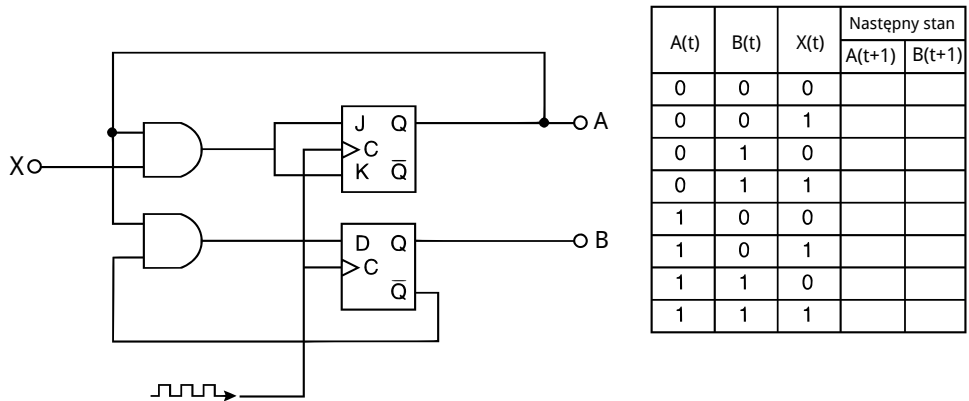 X
J Q
C
K Q̅
A
D Q
C
Q̅
B
A(t) B(t) X(t) Następny stan
A(t+1) B(t+1)
0 0 0
0 0 1
0 1 0
0 1 1
1 0 0
1 0 1
1 1 0
1 1 1